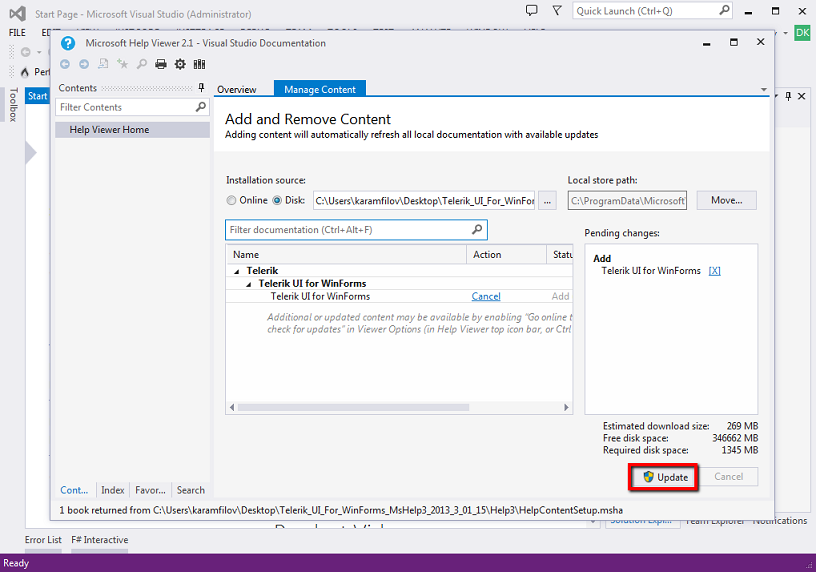 Start Page - Microsoft Visual Studio (Administrator)
Quick Launch (Ctrl+Q)
FILE
DK
Microsoft Help Viewer 2.1 - Visual Studio Documentation
Toolbox
Start
Contents
Filter Contents
Help Viewer Home
Overview
Manage Content
Add and Remove Content
Adding content will automatically refresh all local documentation with available updates
Installation source:
Local store path:
Online
Disk:
C:\Users\karamfilov\Desktop\Telerik_UI_For_WinFor
...
C:\ProgramData\Microsoft
Move...
Filter documentation (Ctrl+Alt+F)
Pending changes:
Name
Action
Statu
Telerik
Telerik UI for WinForms
Telerik UI for WinForms
Cancel
Add
Additional or updated content may be available by enabling "Go online t
check for updates" in Viewer Options (in Help Viewer top icon bar, or Ctrl
Add
Telerik UI for WinForms [X]
Estimated download size: 269 MB
Free disk space: 346662 MB
Required disk space: 1345 MB
Update
Cancel
Cont...
Index
Favor...
Search
1 book returned from C:\Users\karamfilov\Desktop\Telerik_UI_For_WinForms_MsHelp3_2013_3_01_15\Help3\HelpContentSetup.msha
Solution Expl...
Team Explorer
Notifications
Error List
F# Interactive
Ready